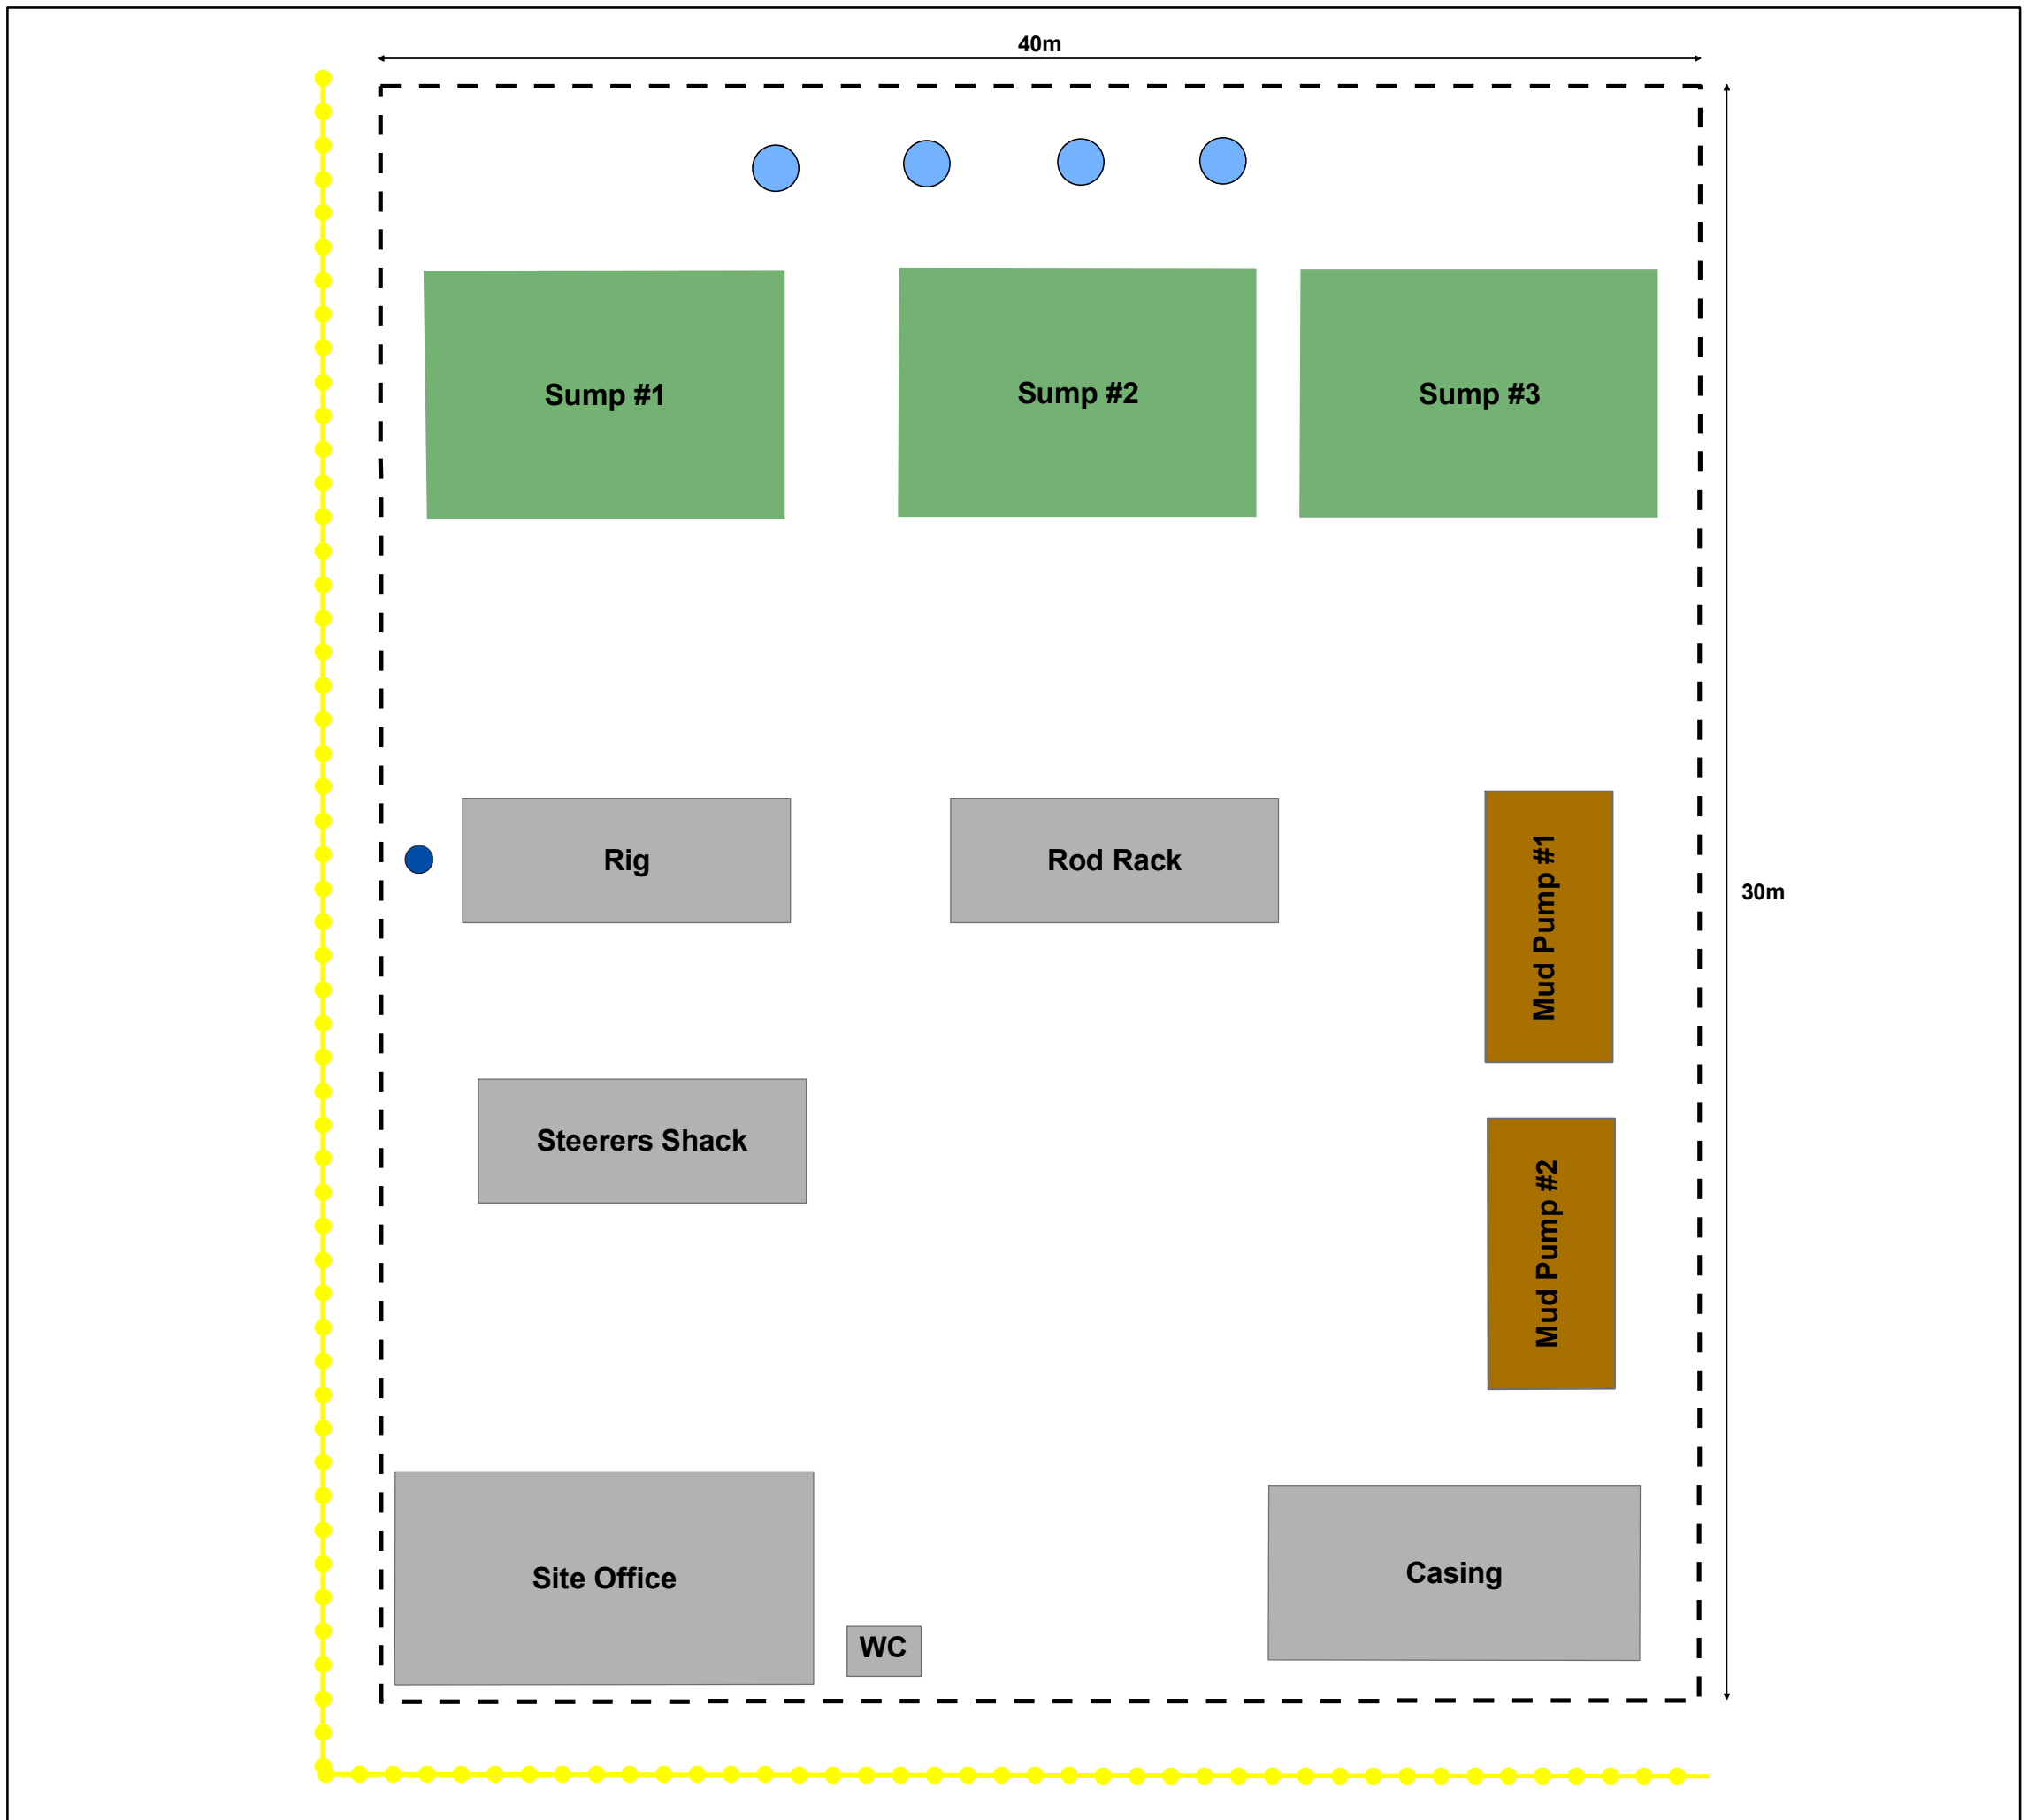 40m
Sump #1
Sump #2
Sump #3
Rig
Rod Rack
Mud Pump #1
30m
Steerers Shack
Mud Pump #2
Site Office
Casing
WC